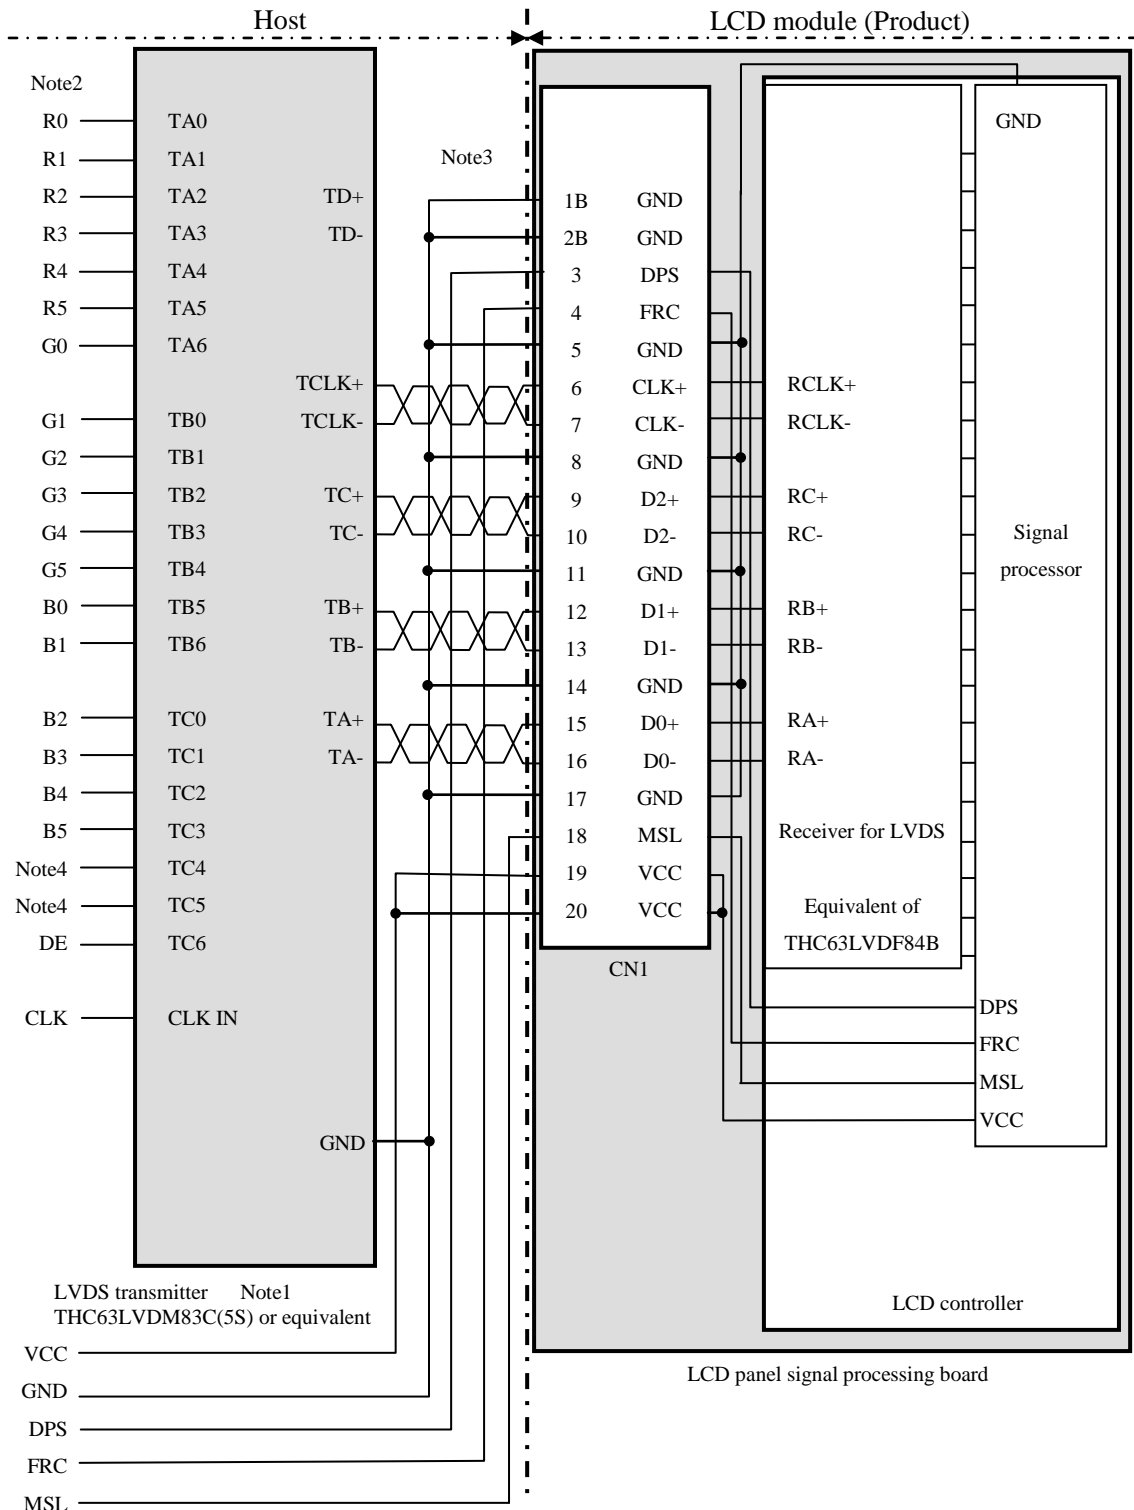 Host
LCD module (Product)
Note2
R0 TA0
R1 TA1
R2 TA2 TD+
R3 TA3 TD-
R4 TA4
R5 TA5
G0 TA6
TCLK+
G1 TB0 TCLK-
G2 TB1
G3 TB2 TC+
G4 TB3 TC-
G5 TB4
B0 TB5 TB+
B1 TB6 TB-
B2 TC0 TA+
B3 TC1 TA-
B4 TC2
B5 TC3
Note4 TC4
Note4 TC5
DE TC6
CLK CLK IN
GND
LVDS transmitter Note1
THC63LVDM83C(5S) or equivalent
VCC
GND
DPS
FRC
MSL
Note3
1B GND
2B GND
3 DPS
4 FRC
5 GND
6 CLK+
7 CLK-
8 GND
9 D2+
10 D2-
11 GND
12 D1+
13 D1-
14 GND
15 D0+
16 D0-
17 GND
18 MSL
19 VCC
20 VCC
CN1
RCLK+
RCLK-
RC+
RC-
RB+
RB-
RA+
RA-
Receiver for LVDS
Equivalent of
THC63LVDF84B
GND
Signal
processor
DPS
FRC
MSL
VCC
LCD controller
LCD panel signal processing board